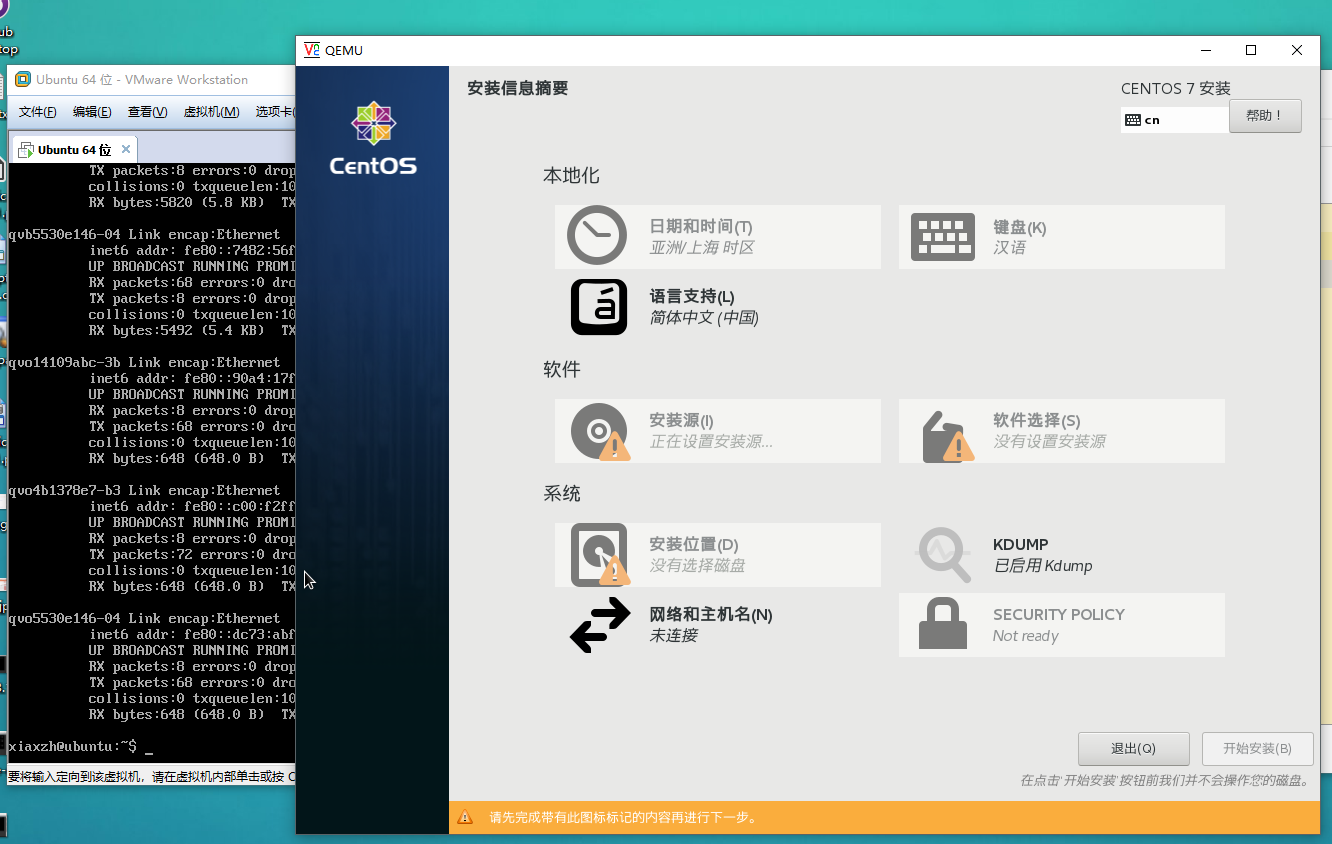 ub
top
Ubuntu 64 位 - VMware Workstation
文件(F) 编辑(E) 查看(V) 虚拟机(M) 选项卡(
Ubuntu 64 位 ×
TX packets:8 errors:0 drop
collisions:0 txqueuelen:10
RX bytes:5820 (5.8 KB) TX
qvb5530e146-04 Link encap:Ethernet
inet6 addr: fe80::7482:56f
UP BROADCAST RUNNING PROMI
RX packets:68 errors:0 dro
TX packets:8 errors:0 drop
collisions:0 txqueuelen:10
RX bytes:5492 (5.4 KB) TX
qvo14109abc-3b Link encap:Ethernet
inet6 addr: fe80::90a4:17f
UP BROADCAST RUNNING PROMI
RX packets:8 errors:0 drop
TX packets:68 errors:0 dro
collisions:0 txqueuelen:10
RX bytes:648 (648.0 B) TX
qvo4b1378e7-b3 Link encap:Ethernet
inet6 addr: fe80::c00:f2ff
UP BROADCAST RUNNING PROMI
RX packets:8 errors:0 drop
TX packets:72 errors:0 dro
collisions:0 txqueuelen:10
RX bytes:648 (648.0 B) TX
qvo5530e146-04 Link encap:Ethernet
inet6 addr: fe80::dc73:abf
UP BROADCAST RUNNING PROMI
RX packets:8 errors:0 drop
TX packets:68 errors:0 dro
collisions:0 txqueuelen:10
RX bytes:648 (648.0 B) TX
xiaxzh@ubuntu:~$ _
要将输入定向到该虚拟机，请在虚拟机内部单击或按 C
QEMU
CentOS
安装信息摘要
CENTOS 7 安装
cn
帮助！
本地化
日期和时间(T)
亚洲/上海 时区
键盘(K)
汉语
语言支持(L)
简体中文 (中国)
软件
安装源(I)
正在设置安装源...
软件选择(S)
没有设置安装源
系统
安装位置(D)
没有选择磁盘
KDUMP
已启用 Kdump
网络和主机名(N)
未连接
SECURITY POLICY
Not ready
退出(Q)
开始安装(B)
在点击‘开始安装’按钮前我们并不会操作您的磁盘。
请先完成带有此图标标记的内容再进行下一步。